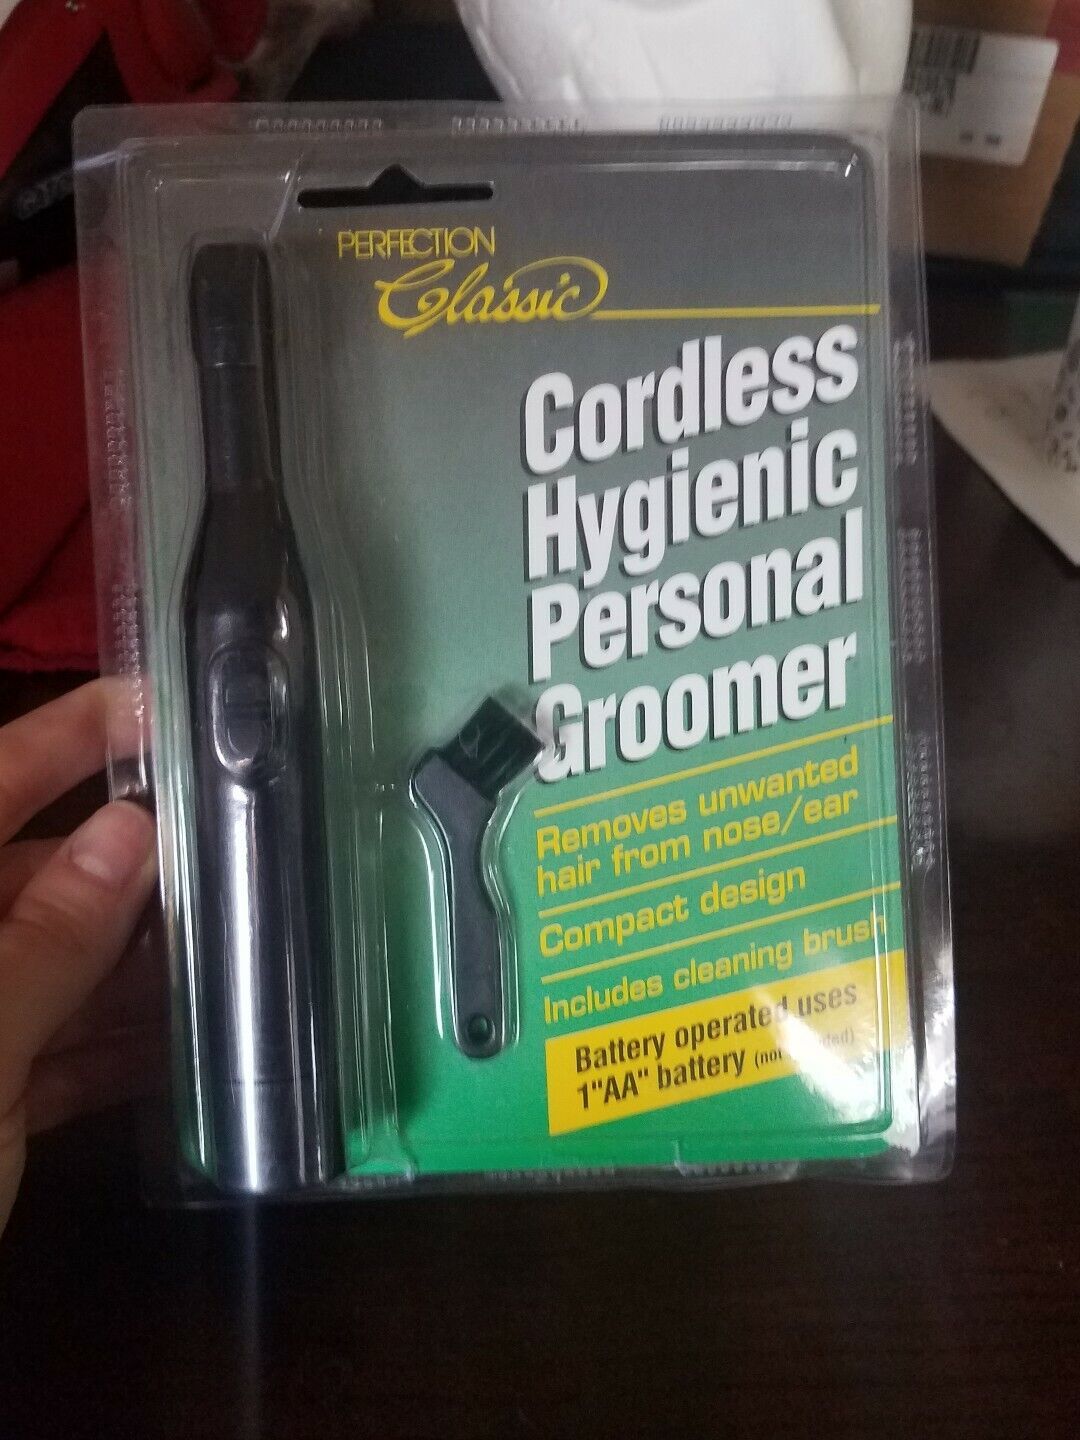 PERFECTION
Classic
Cordless
Hygienic
Personal
Groomer
Removes unwanted
hair from nose/ear
Compact design
Includes cleaning brush
Battery operated uses
1"AA" battery (not